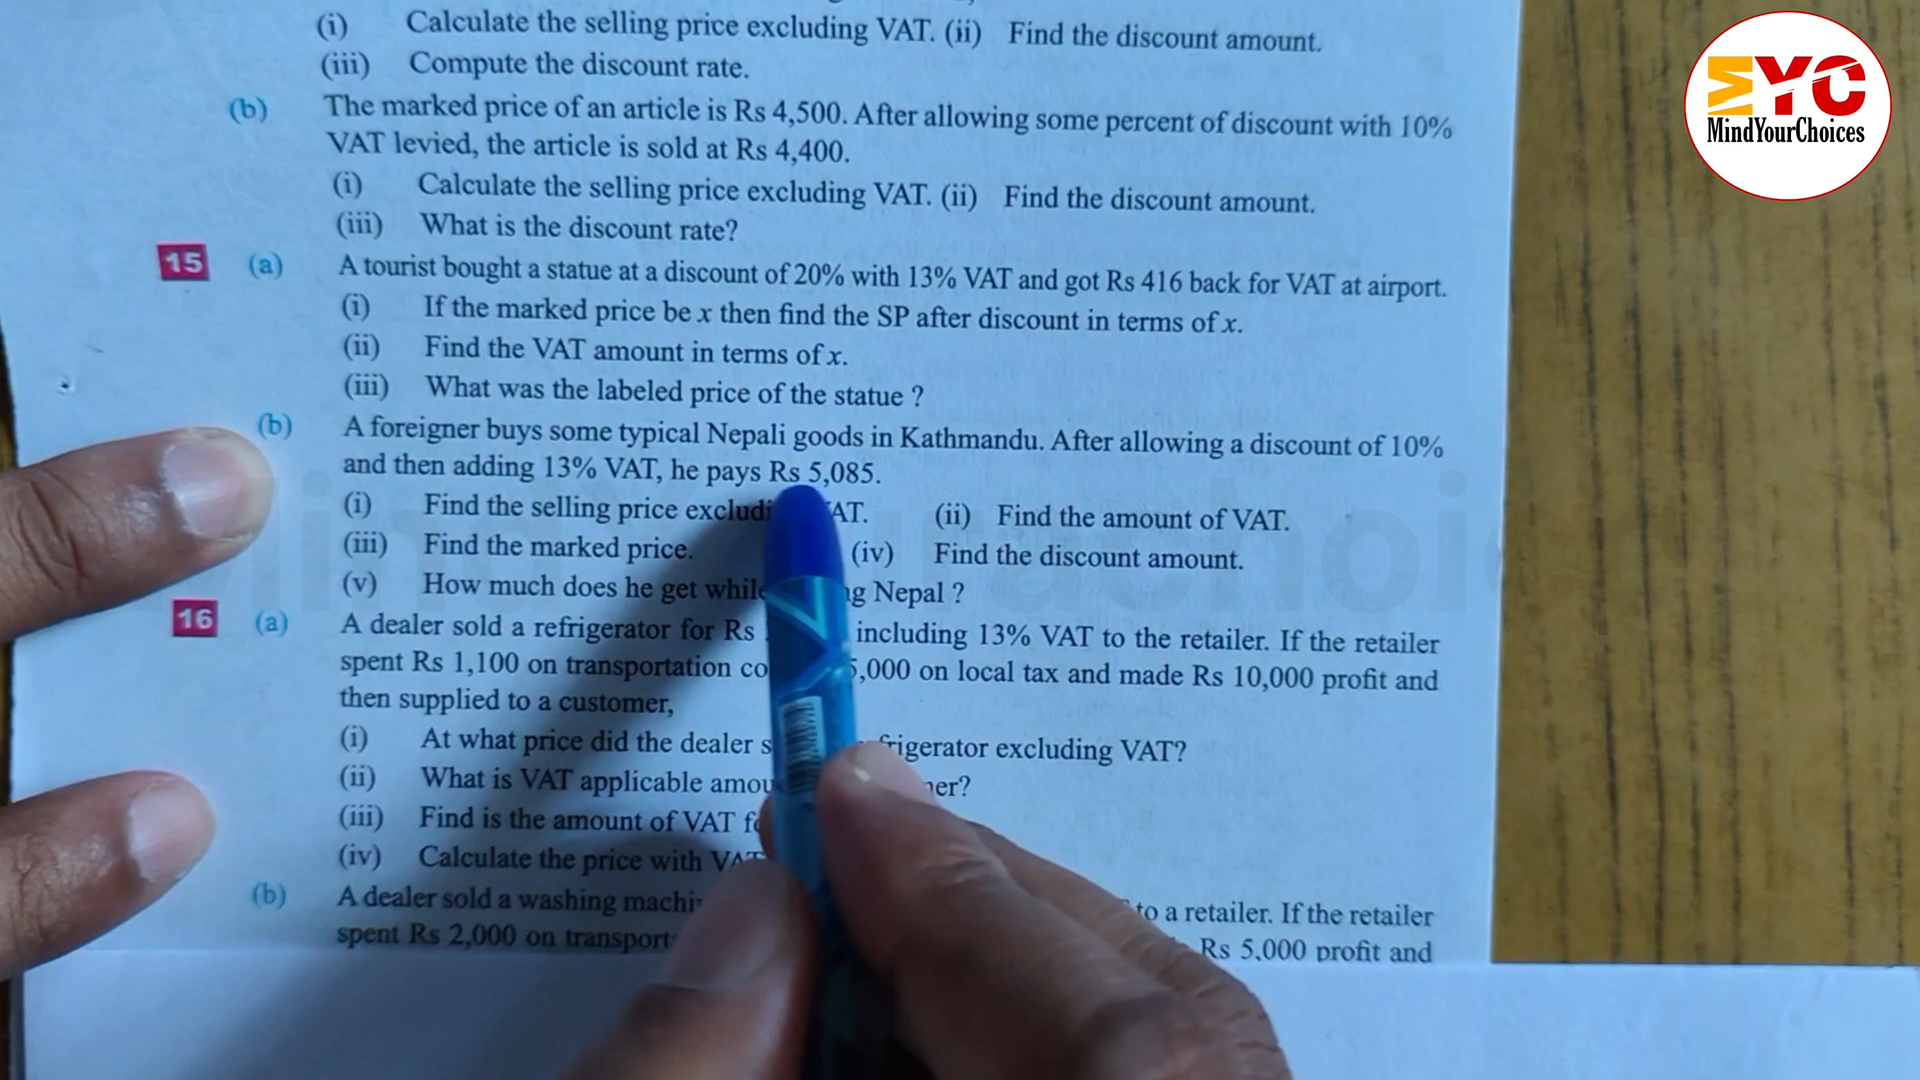 (i) Calculate the selling price excluding VAT. (ii) Find the discount amount.
(iii) Compute the discount rate.
(b) The marked price of an article is Rs 4,500. After allowing some percent of discount with 10%
VAT levied, the article is sold at Rs 4,400.
(i) Calculate the selling price excluding VAT. (ii) Find the discount amount.
(iii) What is the discount rate?
15 (a) A tourist bought a statue at a discount of 20% with 13% VAT and got Rs 416 back for VAT at airport.
(i) If the marked price be x then find the SP after discount in terms of x.
(ii) Find the VAT amount in terms of x.
(iii) What was the labeled price of the statue ?
(b) A foreigner buys some typical Nepali goods in Kathmandu. After allowing a discount of 10%
and then adding 13% VAT, he pays Rs 5,085.
(i) Find the selling price VAT. (ii) Find the amount of VAT.
(iii) Find the marked price. (iv) Find the discount amount.
(v) How much does he get Nepal ?
16 (a) A dealer sold a refrigerator for Rs including 13% VAT to the retailer. If the retailer
spent Rs 1,100 on transportation on local tax and made Rs 10,000 profit and
then supplied to a customer,
(i) At what price did the dealer excluding VAT?
(ii) What is VAT applicable
(iii) Find is the amount of VAT
(iv) Calculate the price with
(b) A dealer sold a washing to a retailer. If the retailer
spent Rs 2,000 on Rs 5,000 profit and
MYC
MindYourChoices